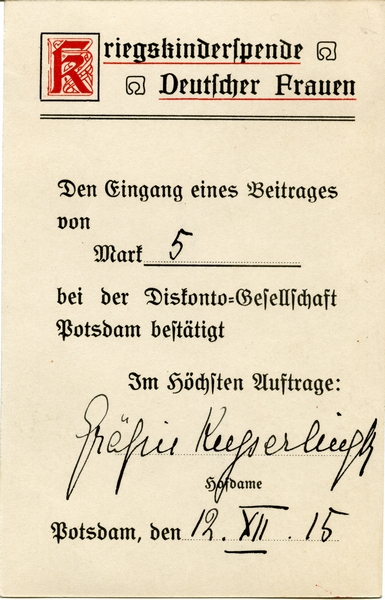 Kriegskinderspende
Deutscher Frauen
Den Eingang eines Beitrages
von
Mark 5
bei der Diskonto=Gesellschaft
Potsdam bestätigt
Im Höchsten Auftrage:
Gräfin Keyserlingk
Hofdame
Potsdam, den 12. XII. 15